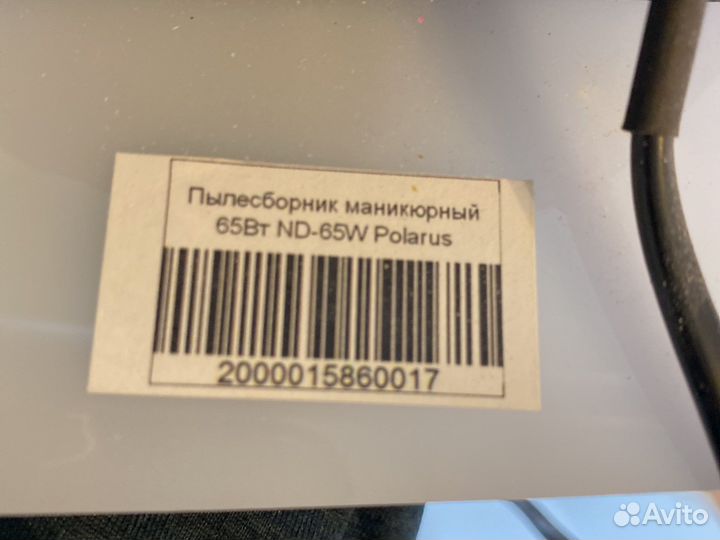 Пылесборник маникюрный
65Вт ND-65W Polarus
2000015860017
Avito